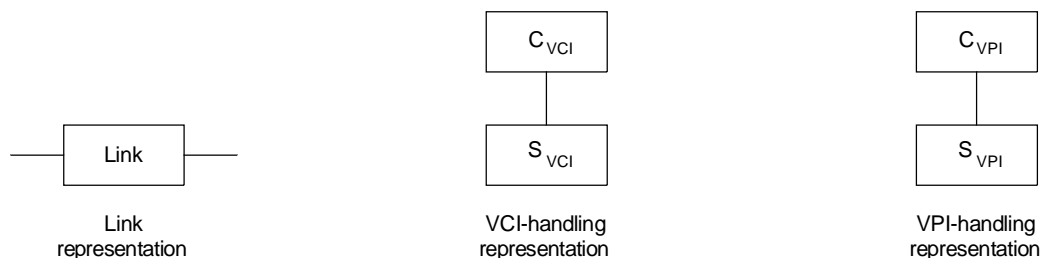 C VCI
C VPI
Link
S VCI
S VPI
Link
representation
VCI-handling
representation
VPI-handling
representation